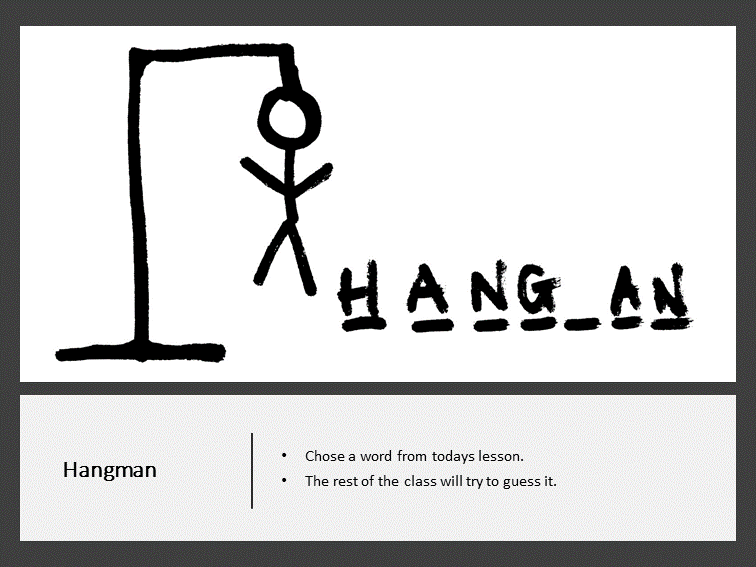 HANG_AN
Hangman
• Chose a word from todays lesson.
• The rest of the class will try to guess it.